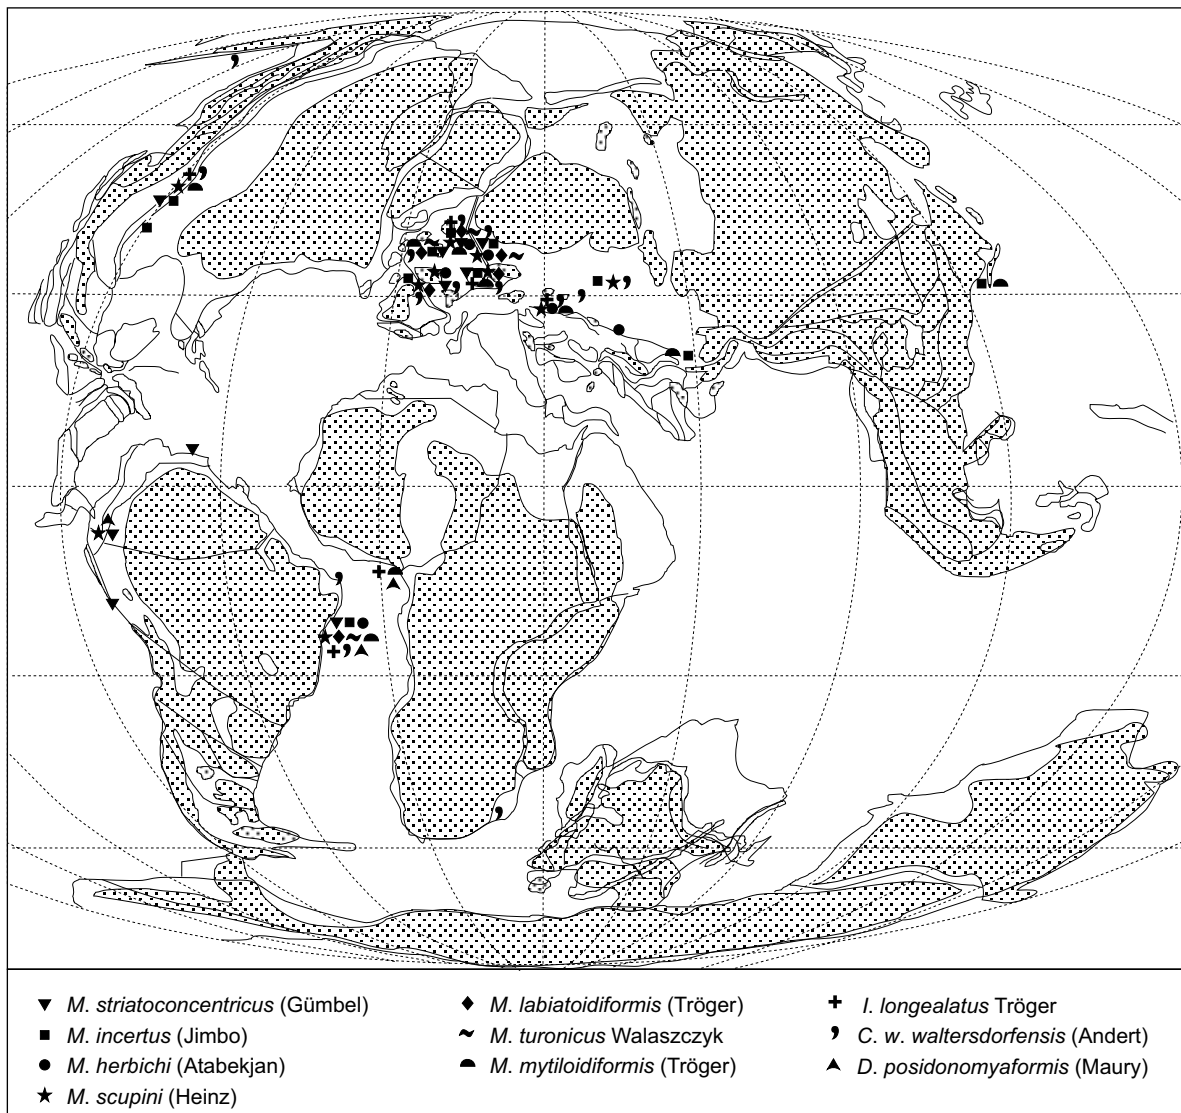 M. striatoconcentricus (Gümbel)
M. incertus (Jimbo)
M. herbichi (Atabekjan)
M. scupini (Heinz)
M. labiatoidiformis (Tröger)
M. turonicus Walaszczyk
M. mytiloidiformis (Tröger)
I. longealatus Tröger
C. w. waltersdorfensis (Andert)
D. posidonomyaformis (Maury)